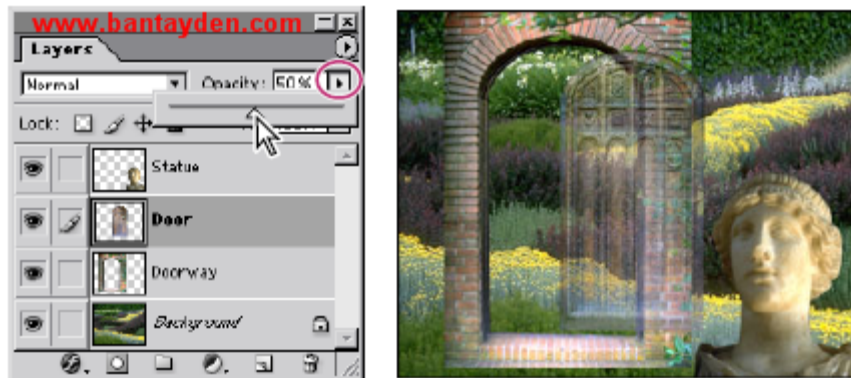 www.bantayden.com
Layers
Normal Opacity: 50%
Lock:
Statue
Door
Doorway
Background